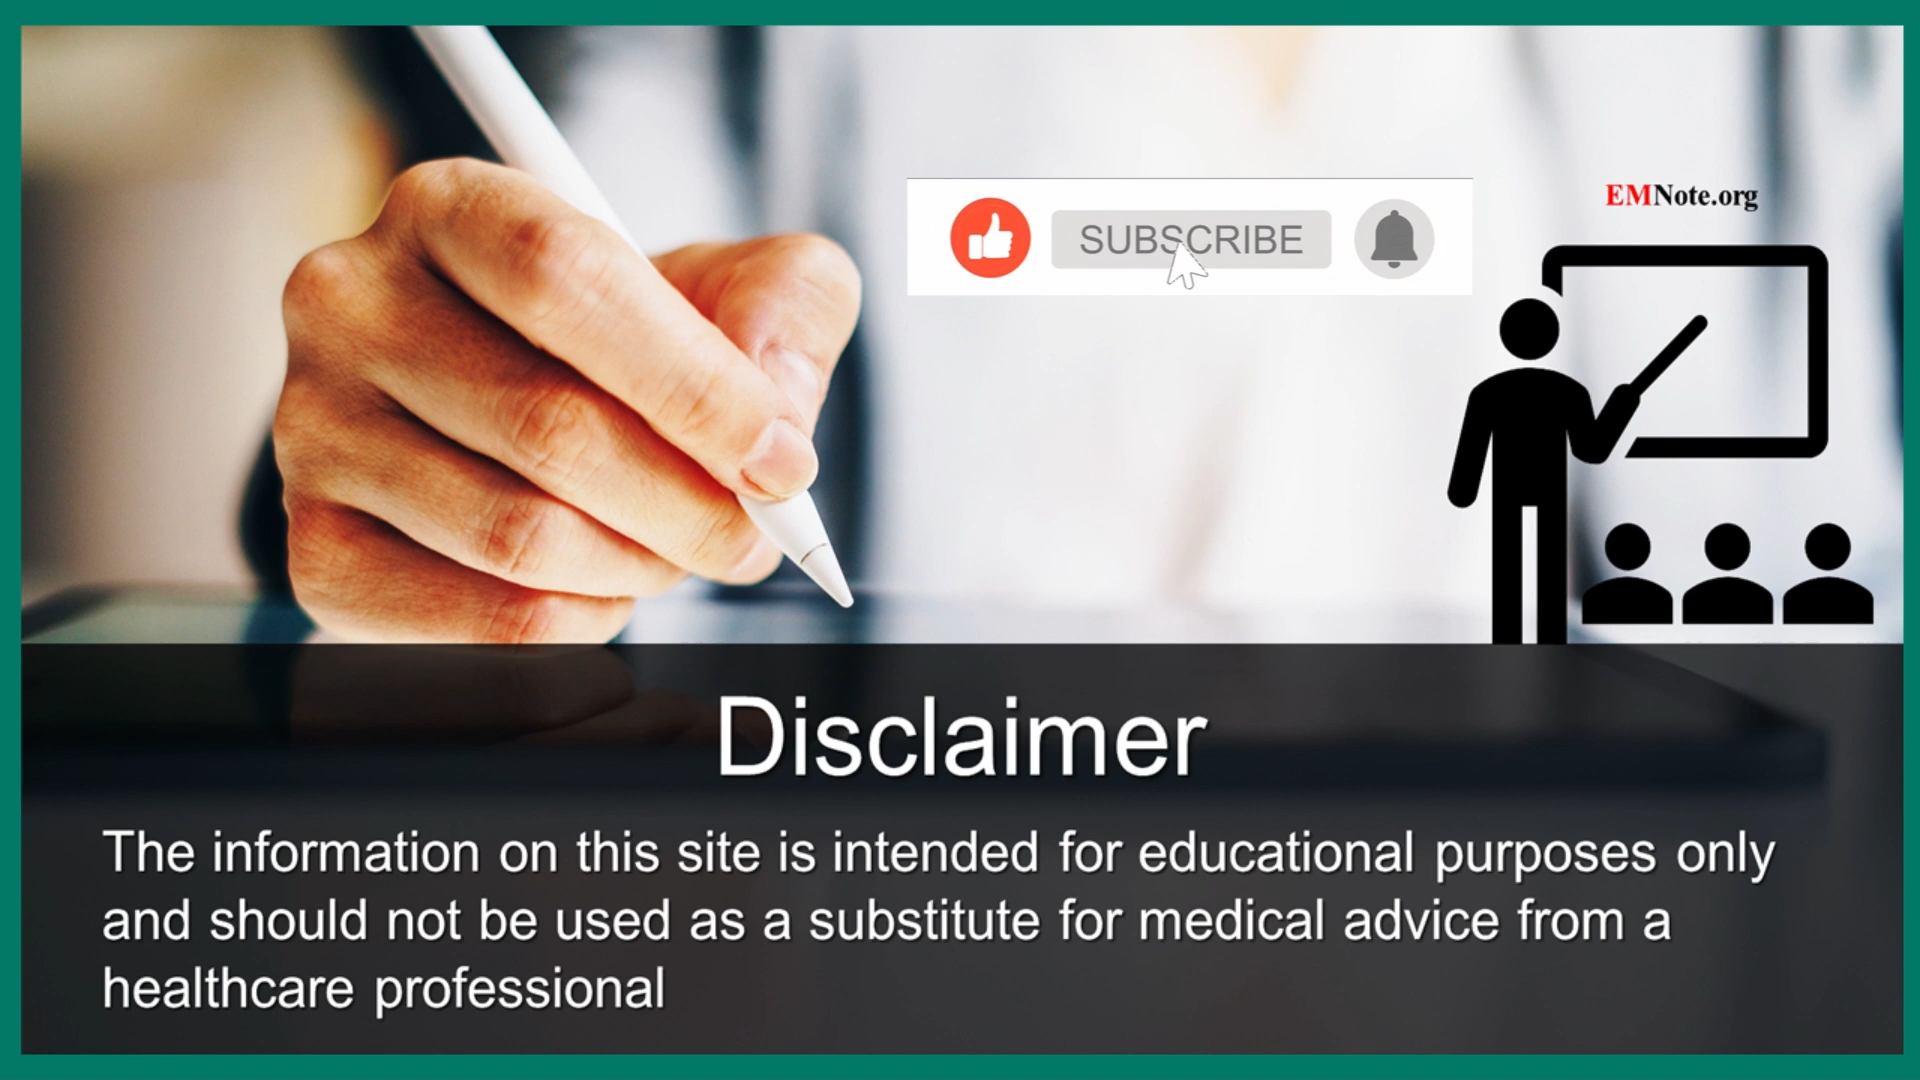 EMNote.org
SUBSCRIBE
Disclaimer
The information on this site is intended for educational purposes only
and should not be used as a substitute for medical advice from a
healthcare professional